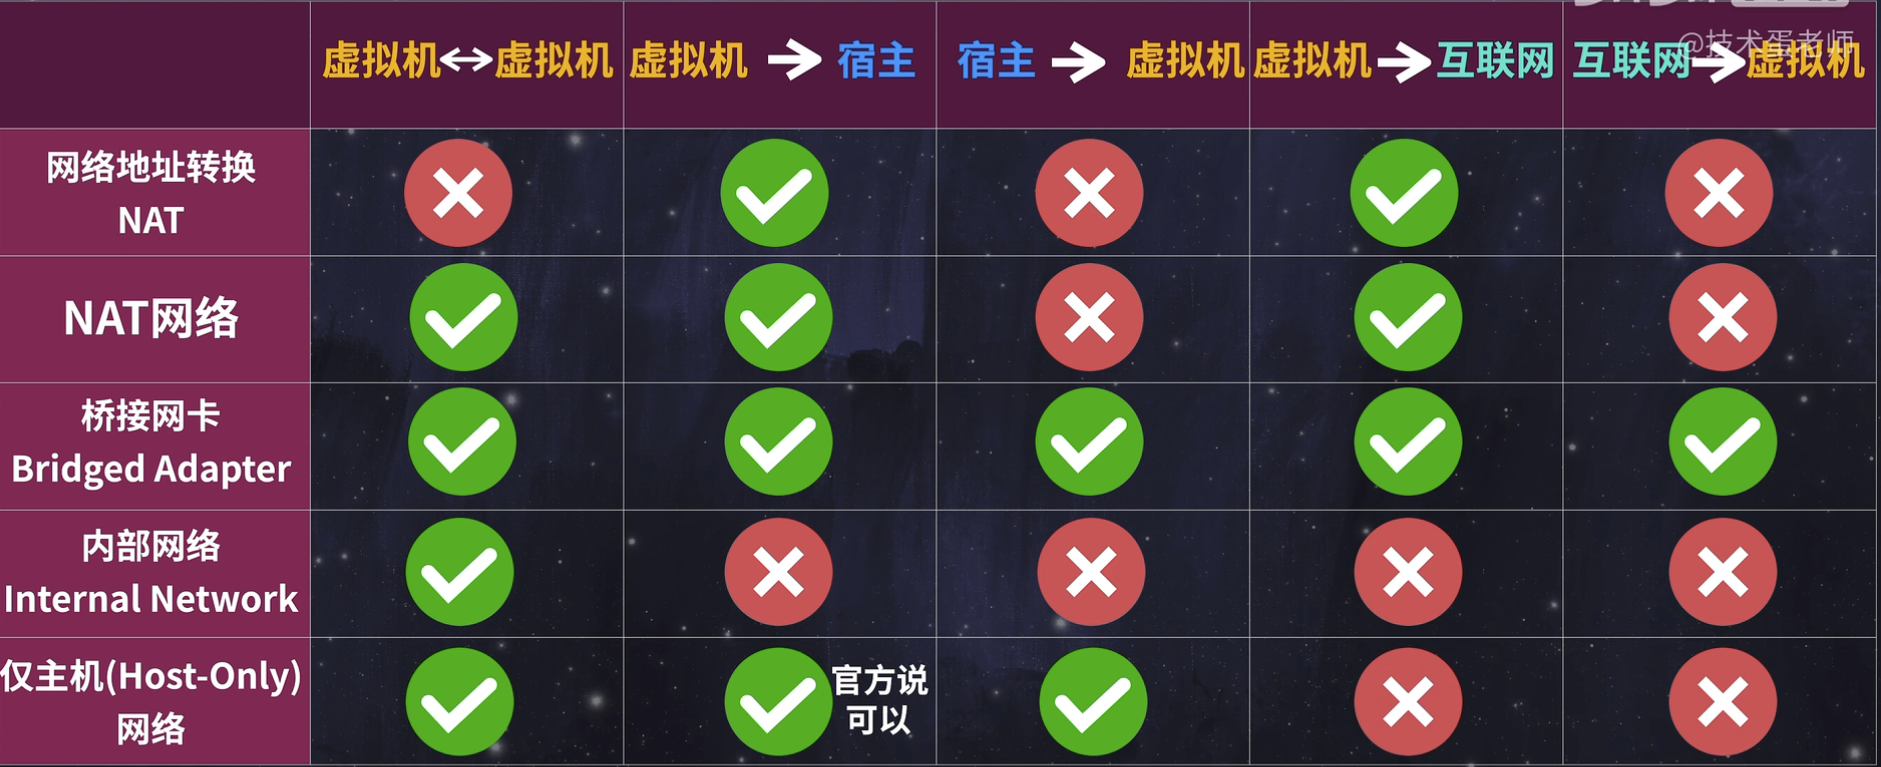 @技术蛋老师
虚拟机↔虚拟机 虚拟机 → 宿主 宿主 → 虚拟机 虚拟机→互联网 互联网→虚拟机
网络地址转换
NAT
NAT网络
桥接网卡
Bridged Adapter
内部网络
Internal Network
仅主机(Host-Only)
网络
官方说
可以